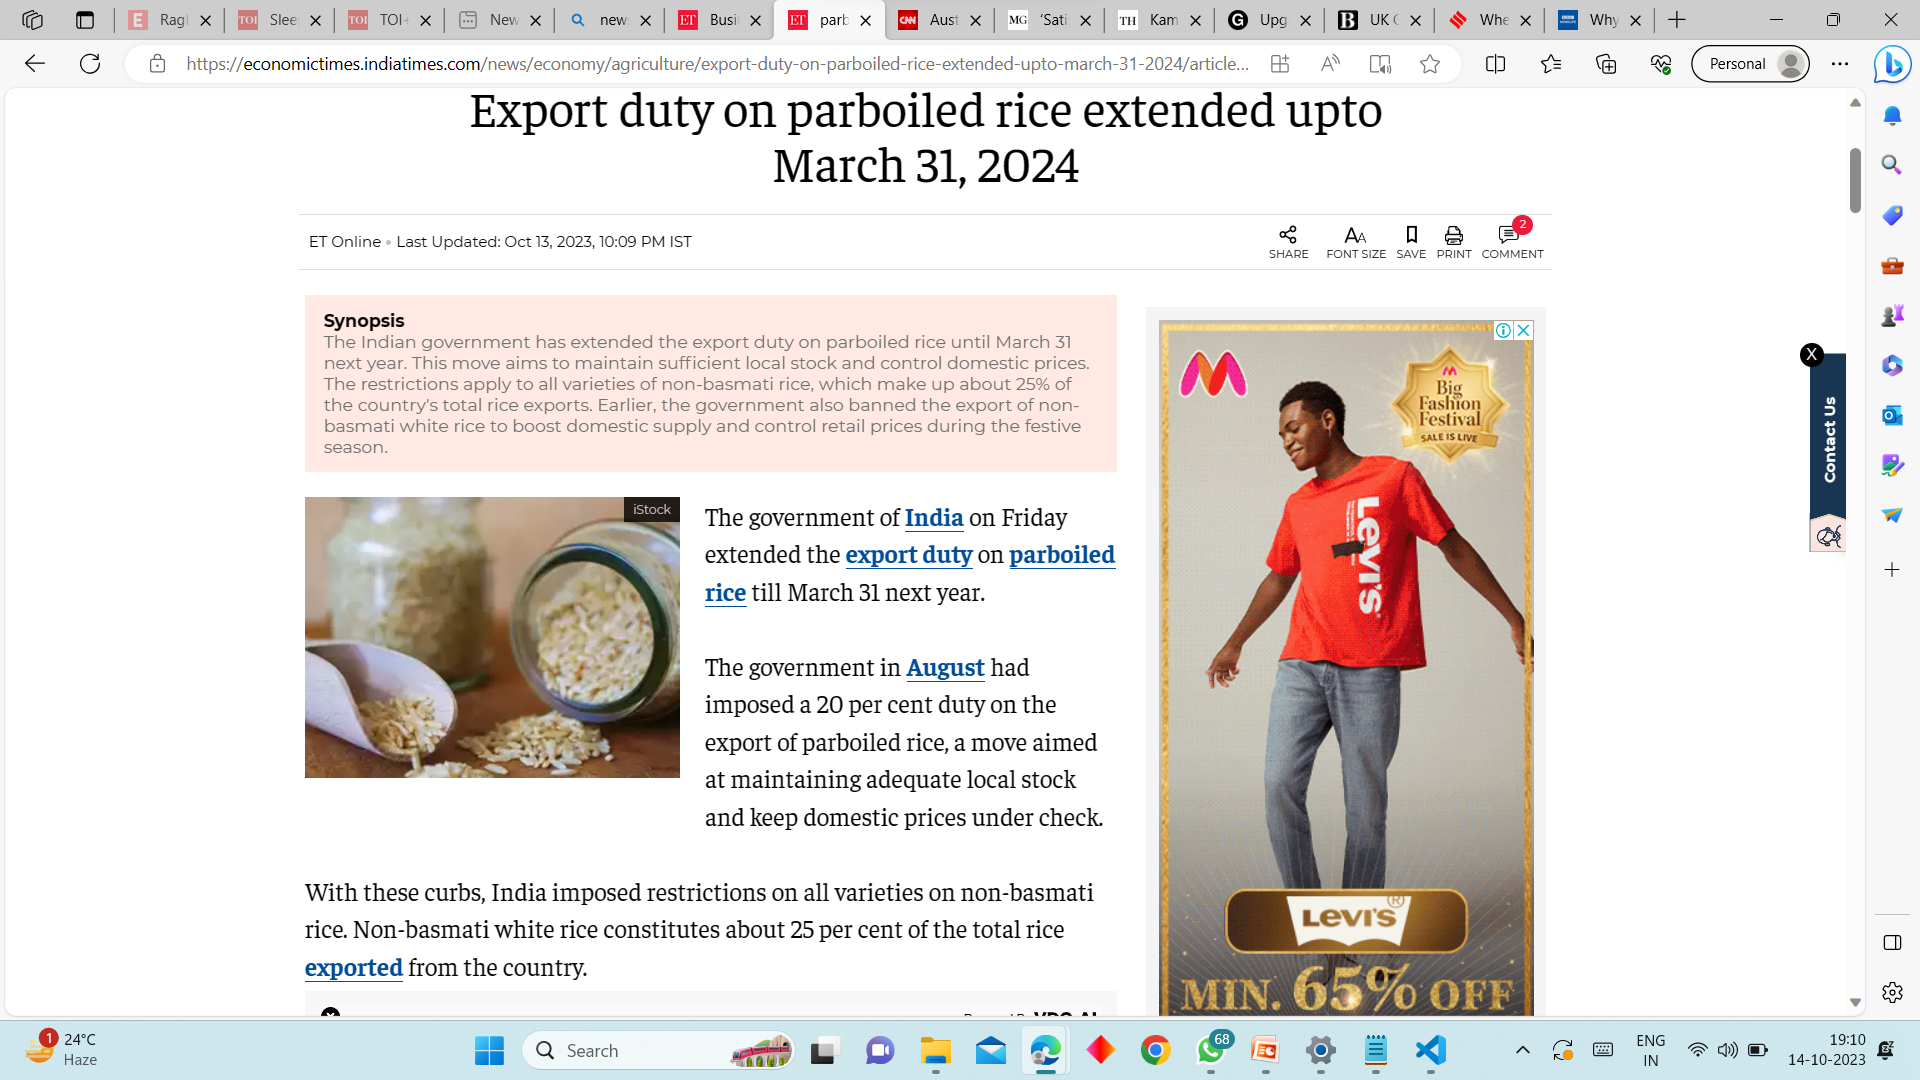 Ragl
Slee
TOI+
New
new
Busi
parb
Aust
'Sati
Kam
Upg
UK C
Whe
Why
https://economictimes.indiatimes.com/news/economy/agriculture/export-duty-on-parboiled-rice-extended-upto-march-31-2024/article...
Personal
Export duty on parboiled rice extended upto
March 31, 2024
ET Online • Last Updated: Oct 13, 2023, 10:09 PM IST
SHARE
FONT SIZE
SAVE
PRINT
2
COMMENT
Synopsis
The Indian government has extended the export duty on parboiled rice until March 31
next year. This move aims to maintain sufficient local stock and control domestic prices.
The restrictions apply to all varieties of non-basmati rice, which make up about 25% of
the country's total rice exports. Earlier, the government also banned the export of non-
basmati white rice to boost domestic supply and control retail prices during the festive
season.
iStock
The government of India on Friday
extended the export duty on parboiled
rice till March 31 next year.
The government in August had
imposed a 20 per cent duty on the
export of parboiled rice, a move aimed
at maintaining adequate local stock
and keep domestic prices under check.
With these curbs, India imposed restrictions on all varieties on non-basmati
rice. Non-basmati white rice constitutes about 25 per cent of the total rice
exported from the country.
Big
Fashion
Festival
SALE IS LIVE
LEVI'S
LEVI'S®
MIN. 65% OFF
X
Contact Us
1
24°C
Haze
Search
68
ENG
IN
19:10
14-10-2023